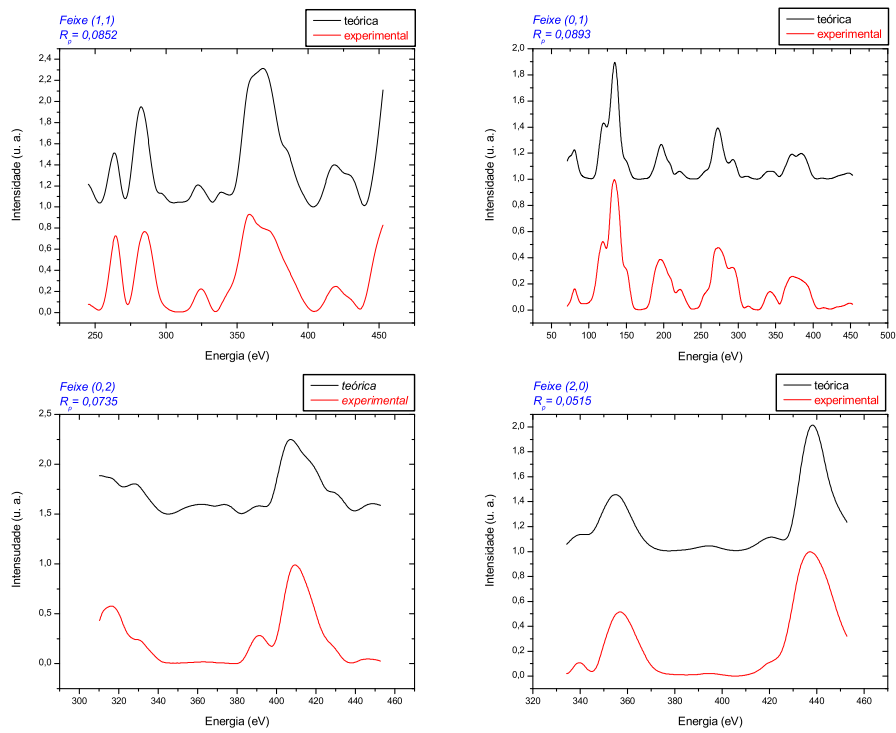 Feixe (1,1)
R_p = 0,0852
teórica
experimental
2,4
2,2
2,0
1,8
1,6
1,4
1,2
1,0
0,8
0,6
0,4
0,2
0,0
Intensidade (u. a.)
250 300 350 400 450
Energia (eV)
Feixe (0,1)
R_p = 0,0893
teórica
experimental
2,0
1,8
1,6
1,4
1,2
1,0
0,8
0,6
0,4
0,2
0,0
Intensidade (u. a.)
50 100 150 200 250 300 350 400 450 500
Energia (eV)
Feixe (0,2)
R_p = 0,0735
teórica
experimental
2,5
2,0
1,5
1,0
0,5
0,0
Intensudade (u. a.)
300 320 340 360 380 400 420 440 460
Energia (eV)
Feixe (2,0)
R_p = 0,0515
teórica
experimental
2,0
1,8
1,6
1,4
1,2
1,0
0,8
0,6
0,4
0,2
0,0
Intensidade (u. a.)
320 340 360 380 400 420 440 460
Energia (eV)